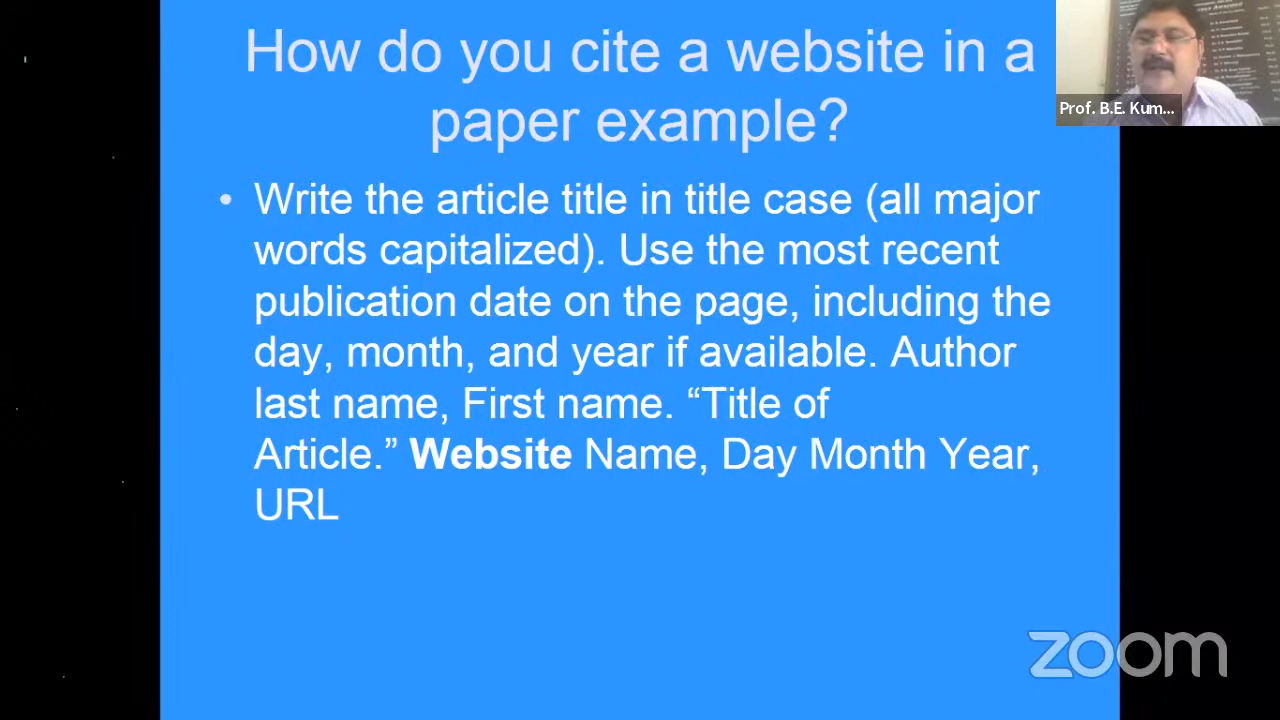 How do you cite a website in a
paper example?
Prof. B.E. Kum...
• Write the article title in title case (all major
words capitalized). Use the most recent
publication date on the page, including the
day, month, and year if available. Author
last name, First name. “Title of
Article.” Website Name, Day Month Year,
URL
zoom